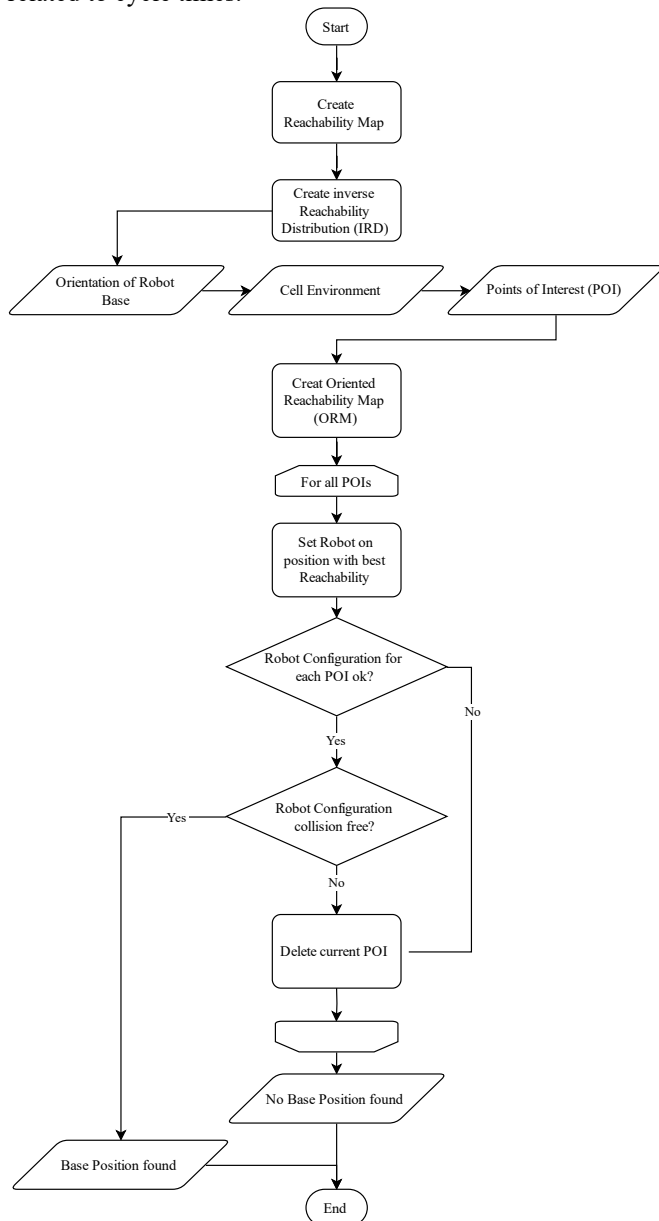 related to cycle times.
Start
Create
Reachability Map
Create inverse
Reachability
Distribution (IRD)
Orientation of Robot
Base
Cell Environment
Points of Interest (POI)
Creat Oriented
Reachability Map
(ORM)
For all POIs
Set Robot on
position with best
Reachability
Robot Configuration for
each POI ok?
No
Yes
Robot Configuration
collision free?
Yes
No
Delete current POI
No Base Position found
Base Position found
End